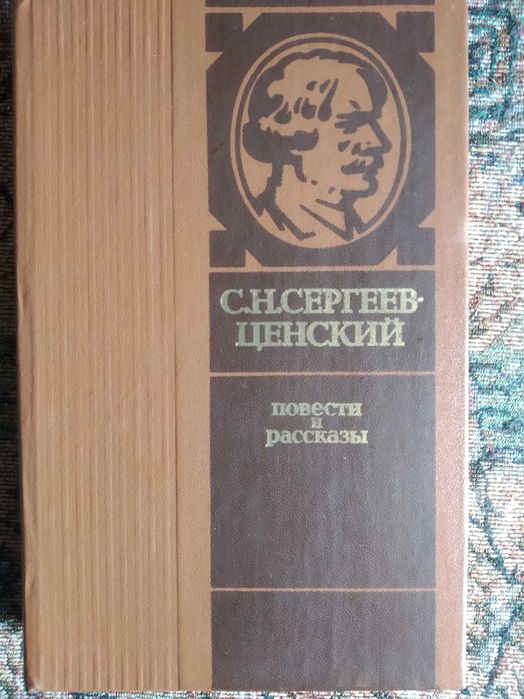 С.Н.СЕРГЕЕВ-
ЦЕНСКИЙ
повести
и
рассказы